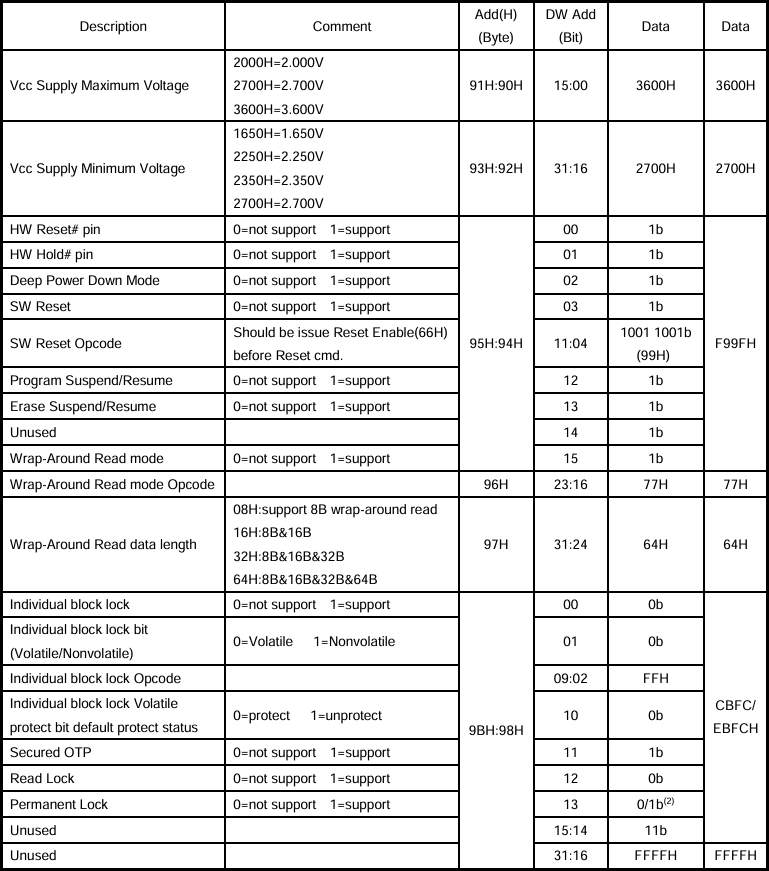 Description Comment Add(H) (Byte) DW Add (Bit) Data Data
Vcc Supply Maximum Voltage 2000H=2.000V
2700H=2.700V
3600H=3.600V 91H:90H 15:00 3600H 3600H
Vcc Supply Minimum Voltage 1650H=1.650V
2250H=2.250V
2350H=2.350V
2700H=2.700V 93H:92H 31:16 2700H 2700H
HW Reset# pin 0=not support 1=support 95H:94H 00 1b F99FH
HW Hold# pin 0=not support 1=support 01 1b
Deep Power Down Mode 0=not support 1=support 02 1b
SW Reset 0=not support 1=support 03 1b
SW Reset Opcode Should be issue Reset Enable(66H)
before Reset cmd. 11:04 1001 1001b
(99H)
Program Suspend/Resume 0=not support 1=support 12 1b
Erase Suspend/Resume 0=not support 1=support 13 1b
Unused 14 1b
Wrap-Around Read mode 0=not support 1=support 15 1b
Wrap-Around Read mode Opcode 96H 23:16 77H 77H
Wrap-Around Read data length 08H:support 8B wrap-around read
16H:8B&16B
32H:8B&16B&32B
64H:8B&16B&32B&64B 97H 31:24 64H 64H
Individual block lock 0=not support 1=support 9BH:98H 00 0b CBFC/
EBFCH
Individual block lock bit
(Volatile/Nonvolatile) 0=Volatile 1=Nonvolatile 01 0b
Individual block lock Opcode 09:02 FFH
Individual block lock Volatile
protect bit default protect status 0=protect 1=unprotect 10 0b
Secured OTP 0=not support 1=support 11 1b
Read Lock 0=not support 1=support 12 0b
Permanent Lock 0=not support 1=support 13 0/1b(2)
Unused 15:14 11b
Unused 31:16 FFFFH FFFFH